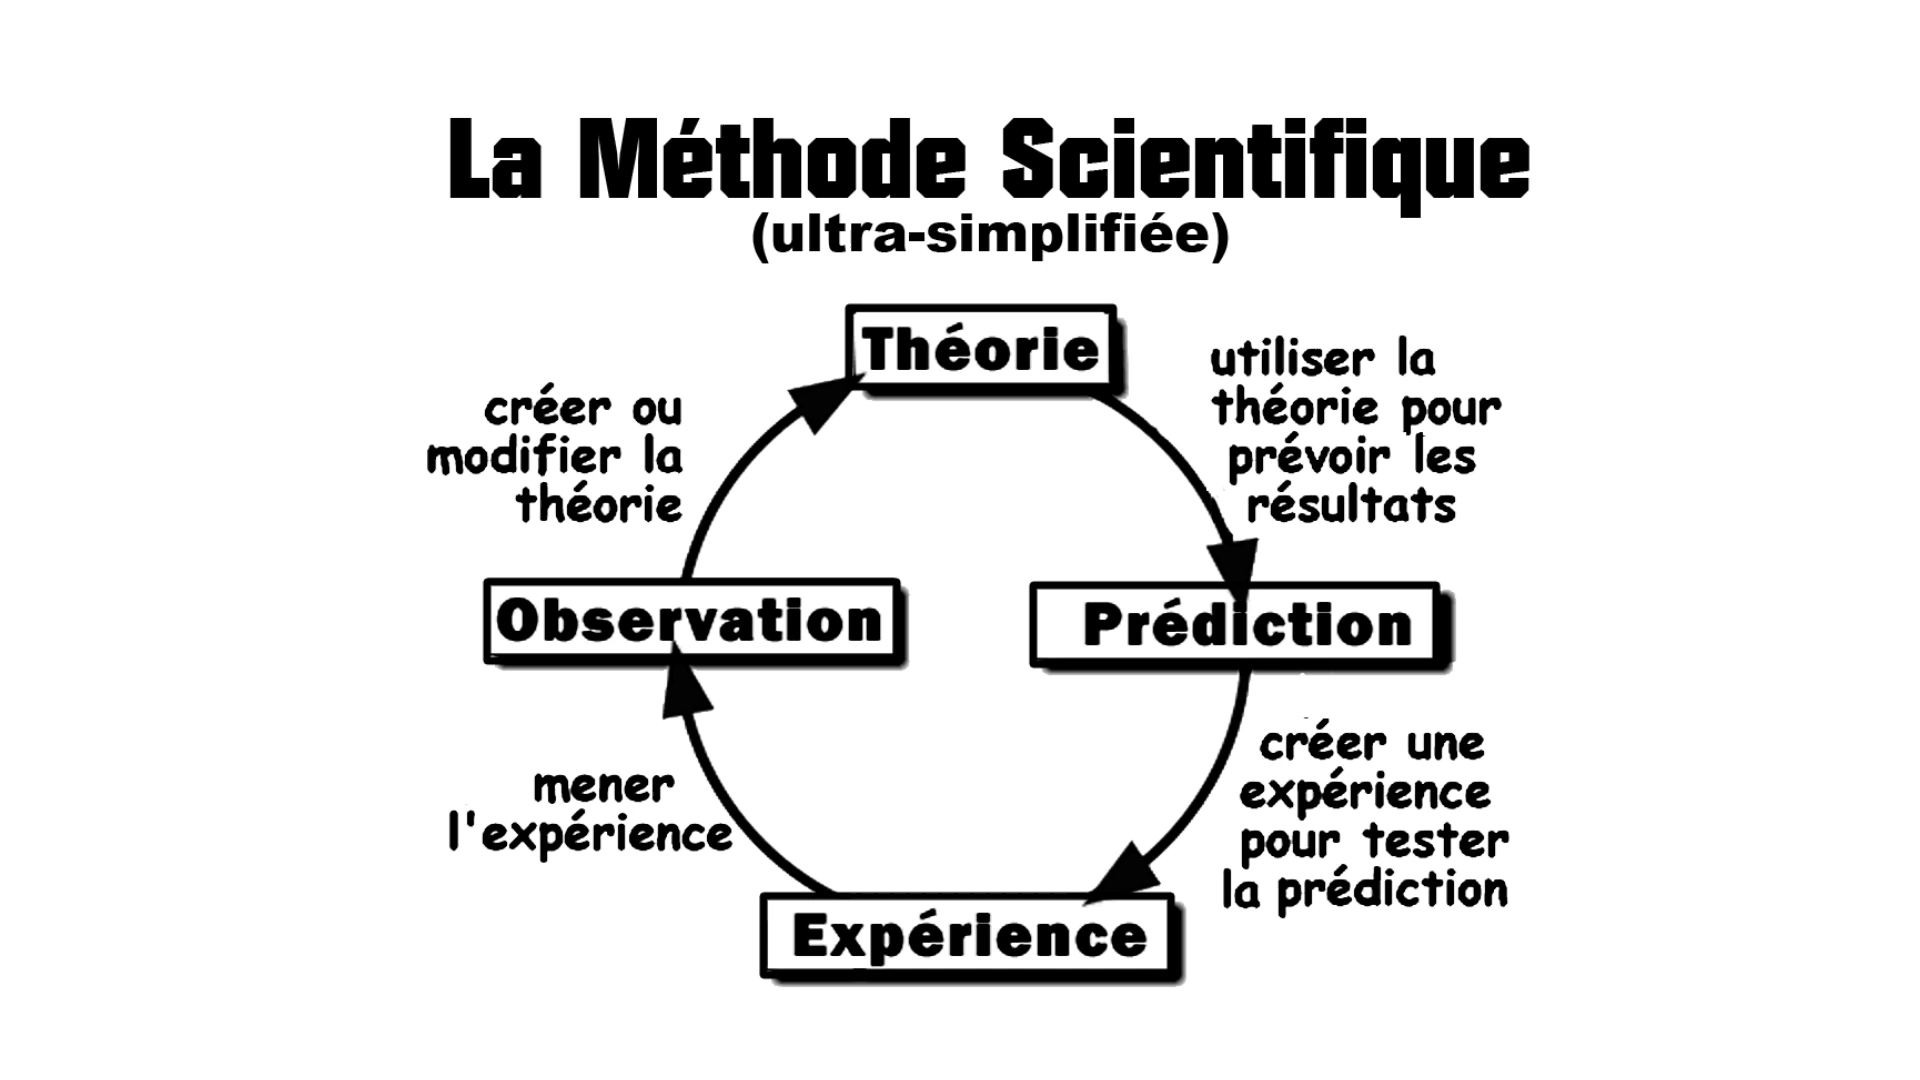 La Méthode Scientifique
(ultra-simplifiée)
Théorie
utiliser la
théorie pour
prévoir les
résultats
créer ou
modifier la
théorie
Observation
Prédiction
créer une
expérience
pour tester
la prédiction
mener
l'expérience
Expérience